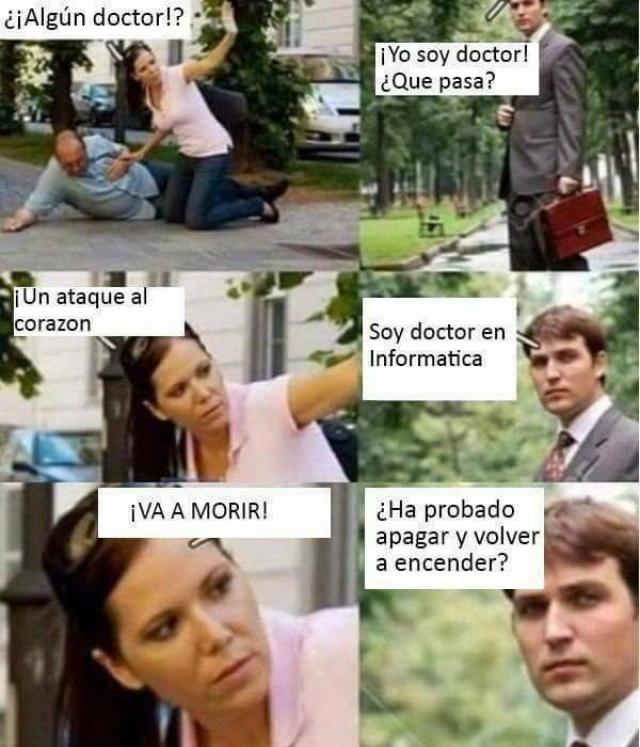 ¿¡Algún doctor!?
¡Yo soy doctor!
¿Que pasa?
¡Un ataque al
corazon
Soy doctor en
Informatica
¡VA A MORIR!
¿Ha probado
apagar y volver
a encender?